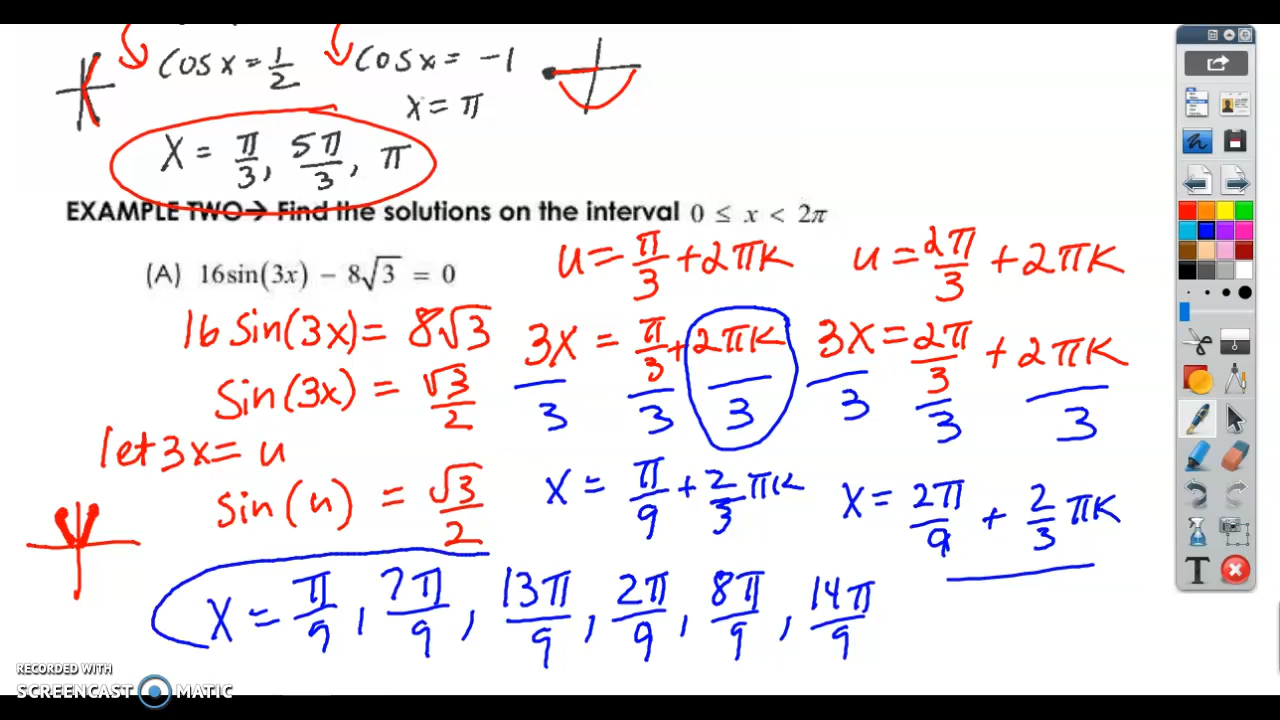 cos x = 1/2 cos x = -1
x = π
x = π/3, 5π/3, π
EXAMPLE TWO→ Find the solutions on the interval 0 ≤ x < 2π
(A) 16sin(3x) − 8√3 = 0
u = π/3 + 2πk u = 2π/3 + 2πk
16 sin(3x) = 8√3
3x/3 = π/3/3 + 2πk/3 3x/3 = 2π/3/3 + 2πk/3
sin(3x) = √3/2
let 3x = u
sin(u) = √3/2
x = π/9 + 2/3 πk x = 2π/9 + 2/3 πk
x = π/9, 7π/9, 13π/9, 2π/9, 8π/9, 14π/9
RECORDED WITH
SCREENCAST MATIC
T